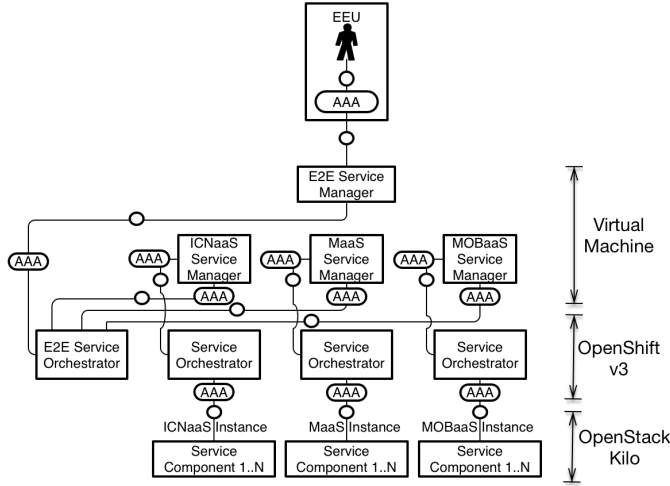 EEU
AAA
E2E Service
Manager
Virtual
Machine
AAA
AAA
ICNaaS
Service
Manager
AAA
MaaS
Service
Manager
AAA
MOBaaS
Service
Manager
AAA
AAA
AAA
E2E Service
Orchestrator
Service
Orchestrator
Service
Orchestrator
Service
Orchestrator
OpenShift
v3
AAA
AAA
AAA
ICNaaS Instance
MaaS Instance
MOBaaS Instance
Service
Component 1..N
Service
Component 1..N
Service
Component 1..N
OpenStack
Kilo